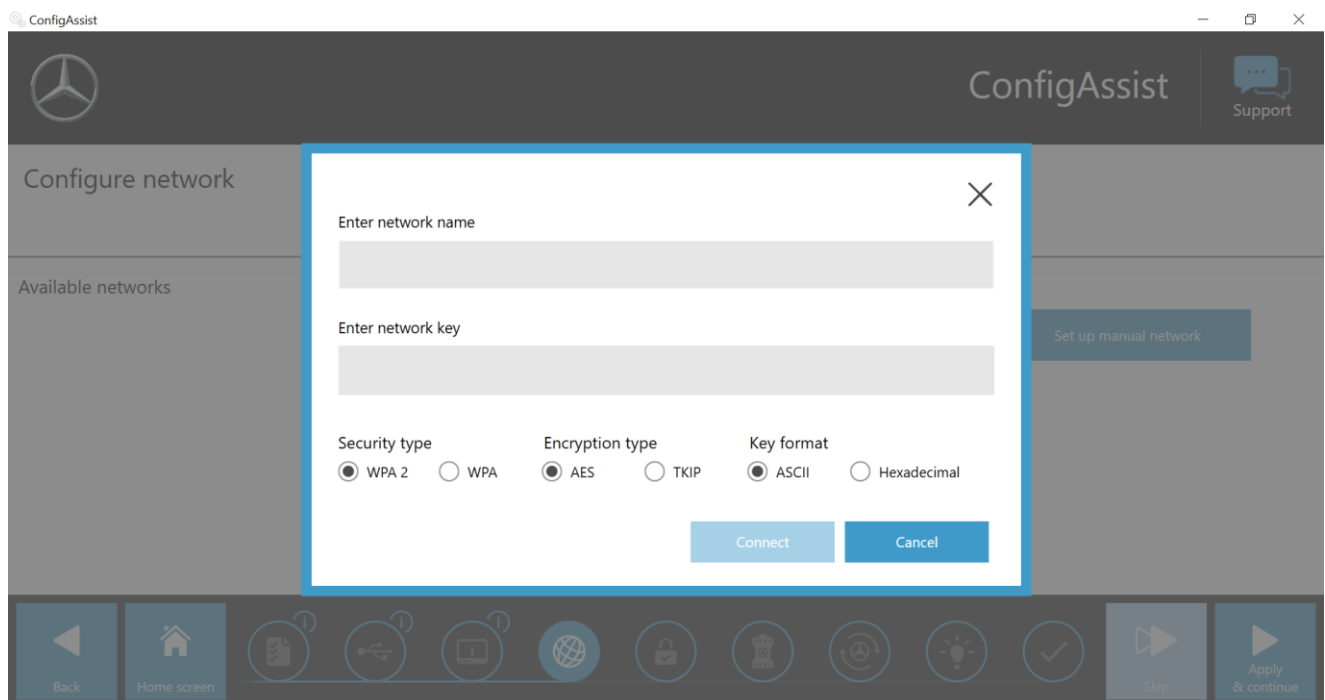 ConfigAssist
ConfigAssist
Support
Configure network
Enter network name
Available networks
Enter network key
Set up manual network
Security type Encryption type Key format
WPA 2 WPA AES TKIP ASCII Hexadecimal
Connect Cancel
Back Home screen Skip Apply
& continue